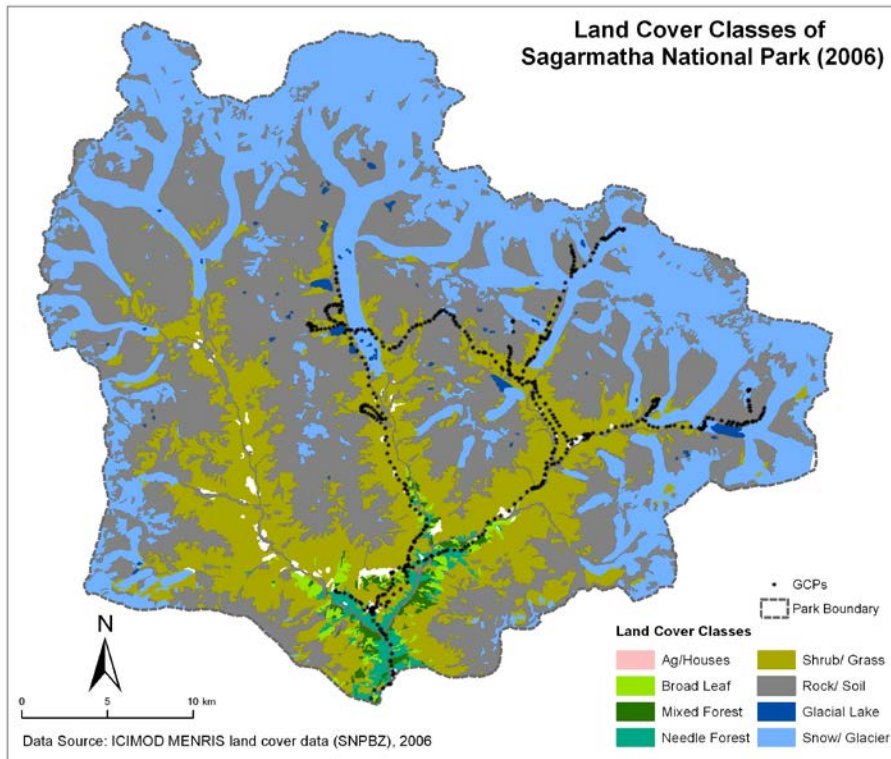 Land Cover Classes of
Sagarmatha National Park (2006)
GCPs
Park Boundary
N
Land Cover Classes
Ag/Houses
Broad Leaf
Mixed Forest
Needle Forest
Shrub/ Grass
Rock/ Soil
Glacial Lake
Snow/ Glacier
0 5 10 km
Data Source: ICIMOD MENRIS land cover data (SNPBZ), 2006